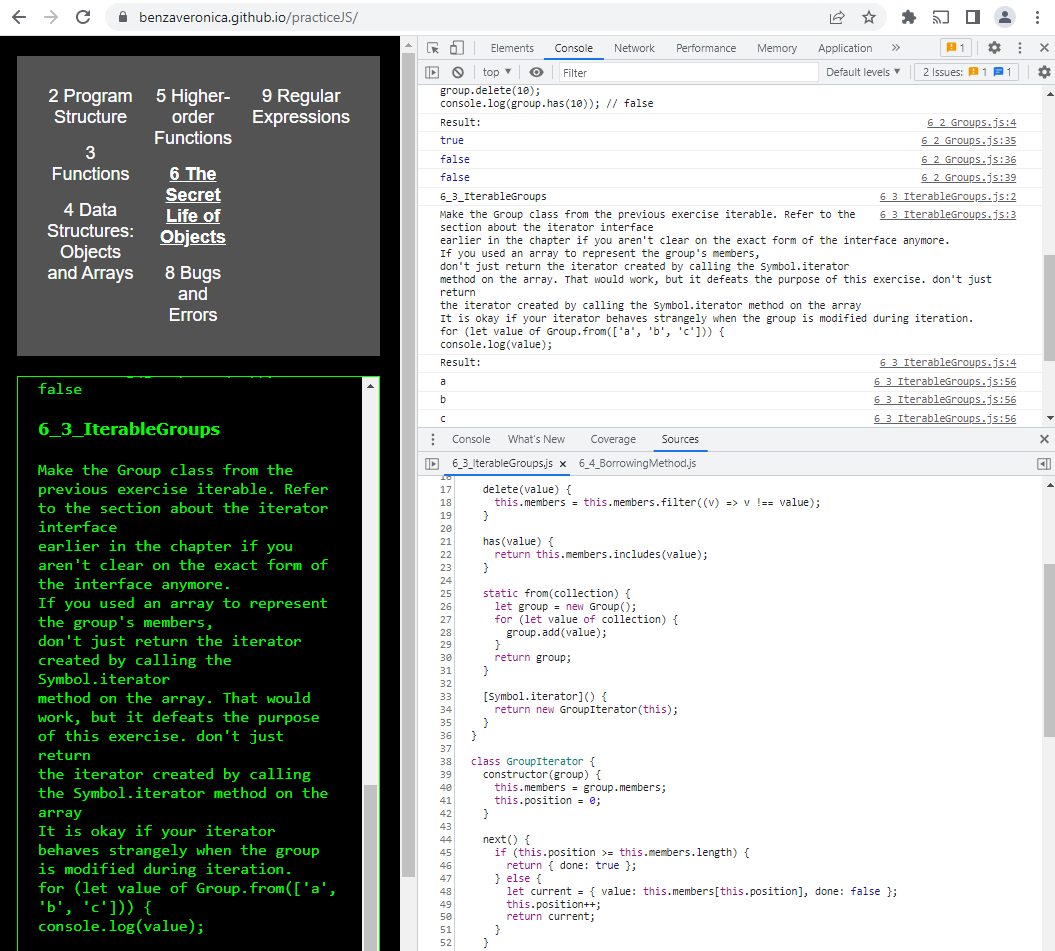 benzaveronica.github.io/practiceJS/
2 Program
Structure
3
Functions
4 Data
Structures:
Objects
and Arrays
5 Higher-
order
Functions
6 The
Secret
Life of
Objects
8 Bugs
and
Errors
9 Regular
Expressions
false
6_3_IterableGroups
Make the Group class from the
previous exercise iterable. Refer
to the section about the iterator
interface
earlier in the chapter if you
aren't clear on the exact form of
the interface anymore.
If you used an array to represent
the group's members,
don't just return the iterator
created by calling the
Symbol.iterator
method on the array. That would
work, but it defeats the purpose
of this exercise. don't just
return
the iterator created by calling
the Symbol.iterator method on the
array
It is okay if your iterator
behaves strangely when the group
is modified during iteration.
for (let value of Group.from(['a',
'b', 'c'])) {
console.log(value);
Elements Console Network Performance Memory Application » 1
top ▼ Filter Default levels ▼ 2 Issues: 1 1
group.delete(10);
console.log(group.has(10)); // false
Result: 6_2_Groups.js:4
true 6_2_Groups.js:35
false 6_2_Groups.js:36
false 6_2_Groups.js:39
6_3_IterableGroups 6_3_IterableGroups.js:2
Make the Group class from the previous exercise iterable. Refer to the 6_3_IterableGroups.js:3
section about the iterator interface
earlier in the chapter if you aren't clear on the exact form of the interface anymore.
If you used an array to represent the group's members,
don't just return the iterator created by calling the Symbol.iterator
method on the array. That would work, but it defeats the purpose of this exercise. don't just
return
the iterator created by calling the Symbol.iterator method on the array
It is okay if your iterator behaves strangely when the group is modified during iteration.
for (let value of Group.from(['a', 'b', 'c'])) {
console.log(value);
Result: 6_3_IterableGroups.js:4
a 6_3_IterableGroups.js:56
b 6_3_IterableGroups.js:56
c 6_3_IterableGroups.js:56
Console What's New Coverage Sources
6_3_IterableGroups.js × 6_4_BorrowingMethod.js
16
17 delete(value) {
18 this.members = this.members.filter((v) => v !== value);
19 }
20
21 has(value) {
22 return this.members.includes(value);
23 }
24
25 static from(collection) {
26 let group = new Group();
27 for (let value of collection) {
28 group.add(value);
29 }
30 return group;
31 }
32
33 [Symbol.iterator]() {
34 return new GroupIterator(this);
35 }
36 }
37
38 class GroupIterator {
39 constructor(group) {
40 this.members = group.members;
41 this.position = 0;
42 }
43
44 next() {
45 if (this.position >= this.members.length) {
46 return { done: true };
47 } else {
48 let current = { value: this.members[this.position], done: false };
49 this.position++;
50 return current;
51 }
52 }